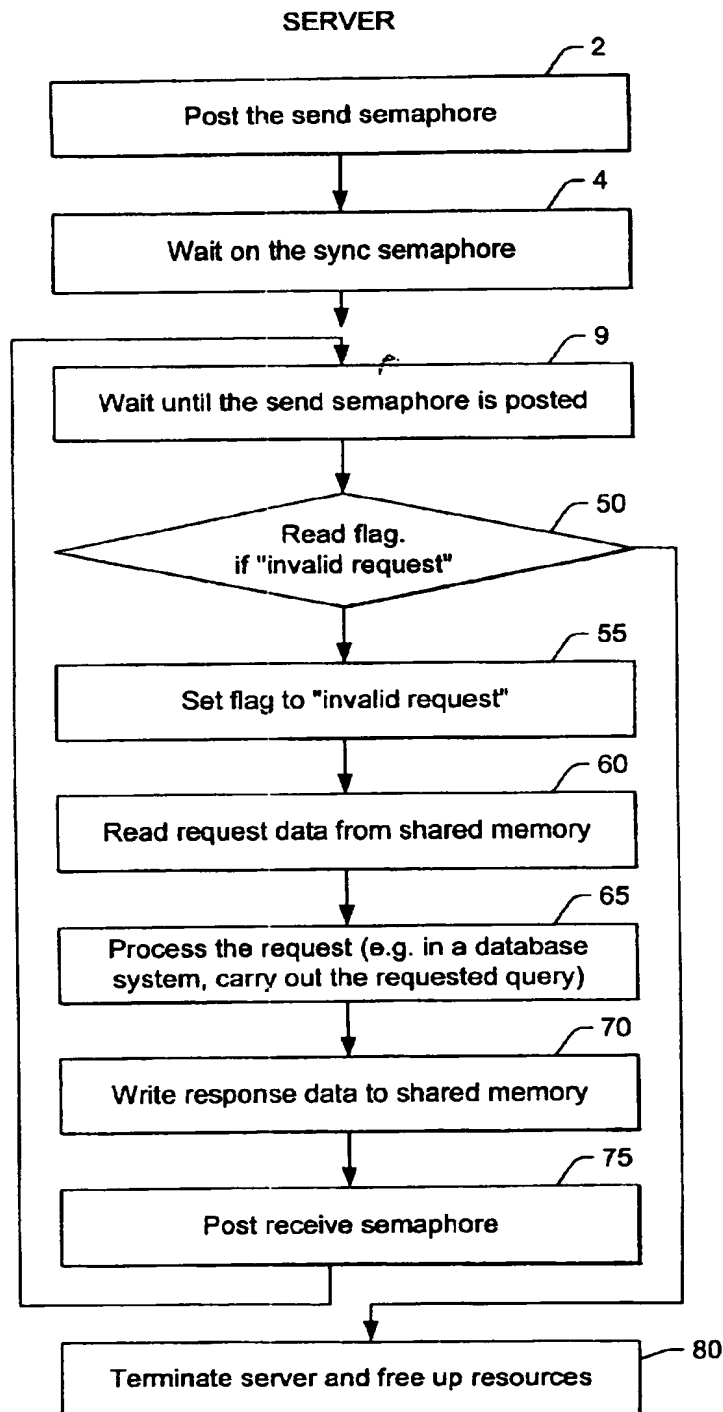 SERVER
2
Post the send semaphore
4
Wait on the sync semaphore
9
Wait until the send semaphore is posted
50
Read flag.
if "invalid request"
55
Set flag to "invalid request"
60
Read request data from shared memory
65
Process the request (e.g. in a database
system, carry out the requested query)
70
Write response data to shared memory
75
Post receive semaphore
80
Terminate server and free up resources